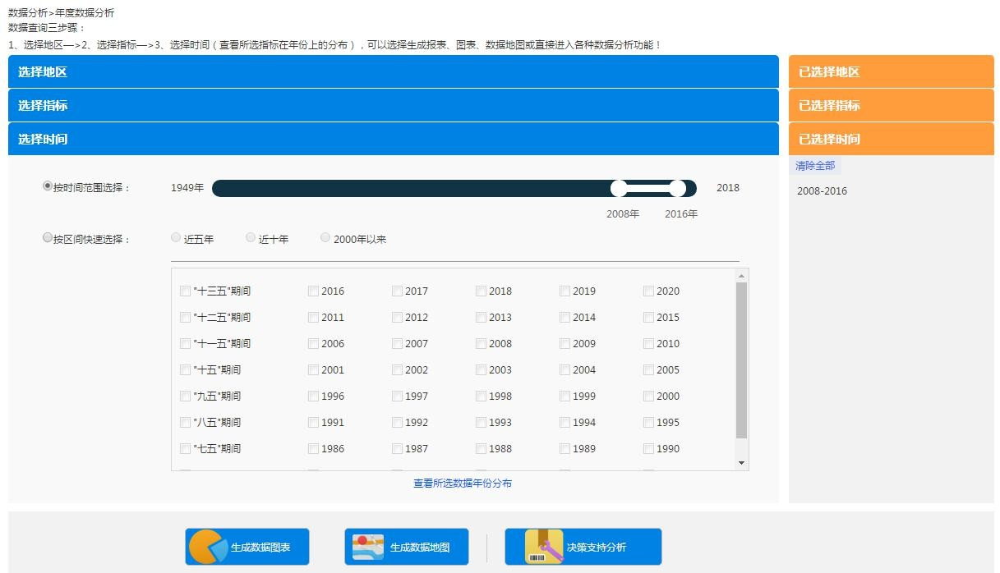 数据分析>年度数据分析
数据查询三步骤：
1、选择地区—>2、选择指标—>3、选择时间（查看所选指标在年份上的分布），可以选择生成报表、图表、数据地图或直接进入各种数据分析功能！
选择地区
已选择地区
选择指标
已选择指标
选择时间
已选择时间
清除全部
按时间范围选择： 1949年 2018
2008-2016
2008年 2016年
按区间快速选择： 近五年 近十年 2000年以来
"十三五"期间 2016 2017 2018 2019 2020
"十二五"期间 2011 2012 2013 2014 2015
"十一五"期间 2006 2007 2008 2009 2010
"十五"期间 2001 2002 2003 2004 2005
"九五"期间 1996 1997 1998 1999 2000
"八五"期间 1991 1992 1993 1994 1995
"七五"期间 1986 1987 1988 1989 1990
查看所选数据年份分布
生成数据图表 生成数据地图 决策支持分析